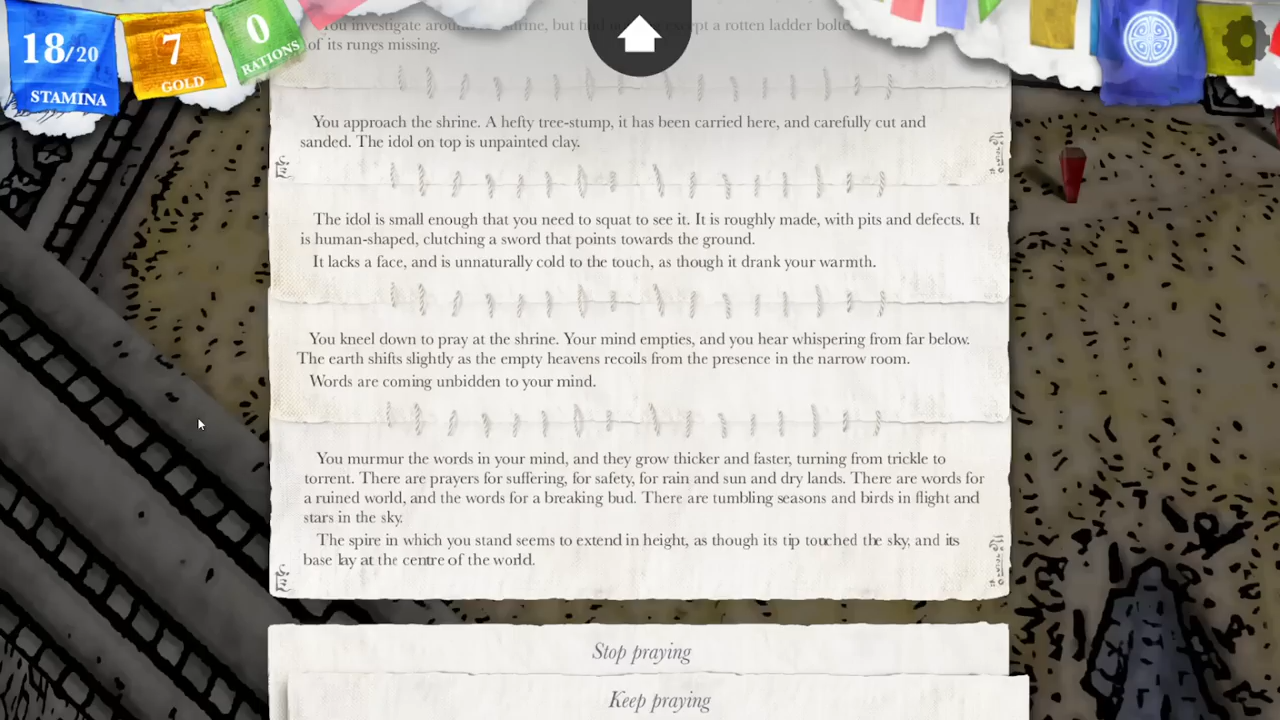 18/20
STAMINA
7
GOLD
0
RATIONS
You investigate around shrine, but find except a rotten ladder bolte
of its rungs missing.
You approach the shrine. A hefty tree-stump, it has been carried here, and carefully cut and
sanded. The idol on top is unpainted clay.
The idol is small enough that you need to squat to see it. It is roughly made, with pits and defects. It
is human-shaped, clutching a sword that points towards the ground.
It lacks a face, and is unnaturally cold to the touch, as though it drank your warmth.
You kneel down to pray at the shrine. Your mind empties, and you hear whispering from far below.
The earth shifts slightly as the empty heavens recoils from the presence in the narrow room.
Words are coming unbidden to your mind.
You murmur the words in your mind, and they grow thicker and faster, turning from trickle to
torrent. There are prayers for suffering, for safety, for rain and sun and dry lands. There are words for
a ruined world, and the words for a breaking bud. There are tumbling seasons and birds in flight and
stars in the sky.
The spire in which you stand seems to extend in height, as though its tip touched the sky, and its
base lay at the centre of the world.
Stop praying
Keep praying